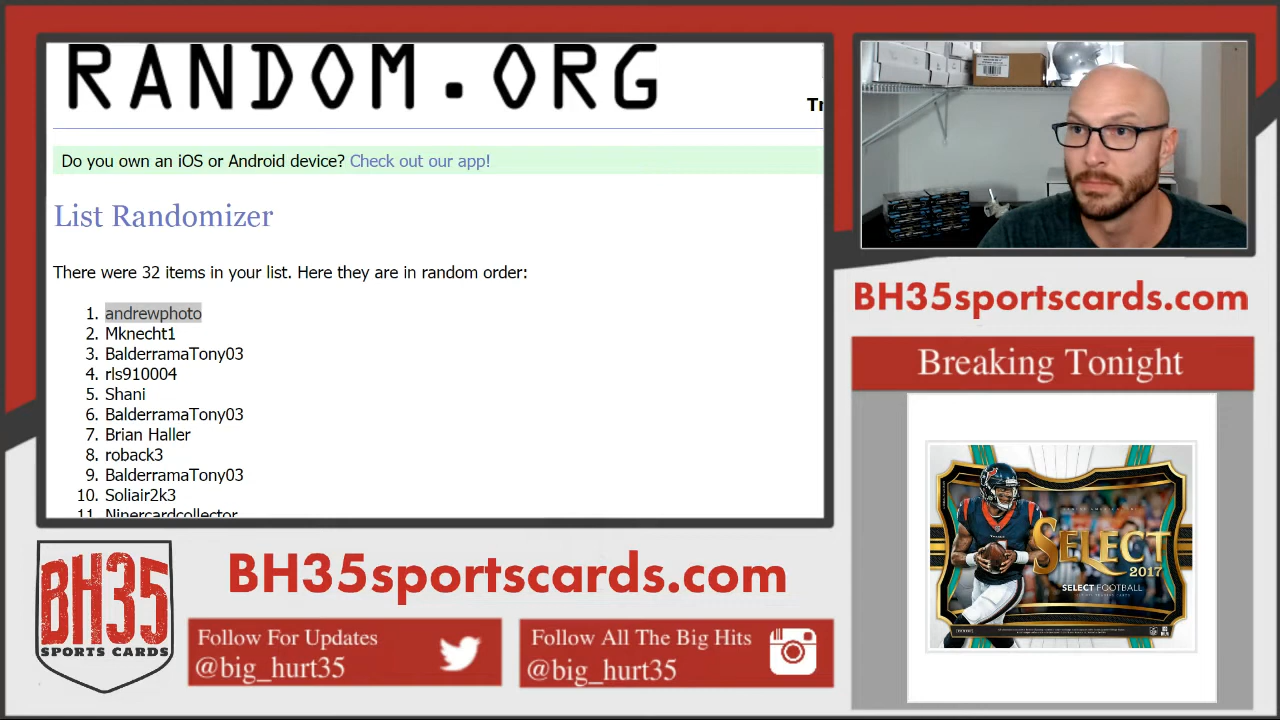 RANDOM.ORG
Tr
Do you own an iOS or Android device? Check out our app!
List Randomizer
There were 32 items in your list. Here they are in random order:
1. andrewphoto
2. Mknecht1
3. BalderramaTony03
4. rls910004
5. Shani
6. BalderramaTony03
7. Brian Haller
8. roback3
9. BalderramaTony03
10. Soliair2k3
11. Ninercardcollector
BH35sportscards.com
Breaking Tonight
SELECT
2017
SELECT FOOTBALL
BH35
SPORTS CARDS
BH35sportscards.com
Follow For Updates
@big_hurt35
Follow All The Big Hits
@big_hurt35